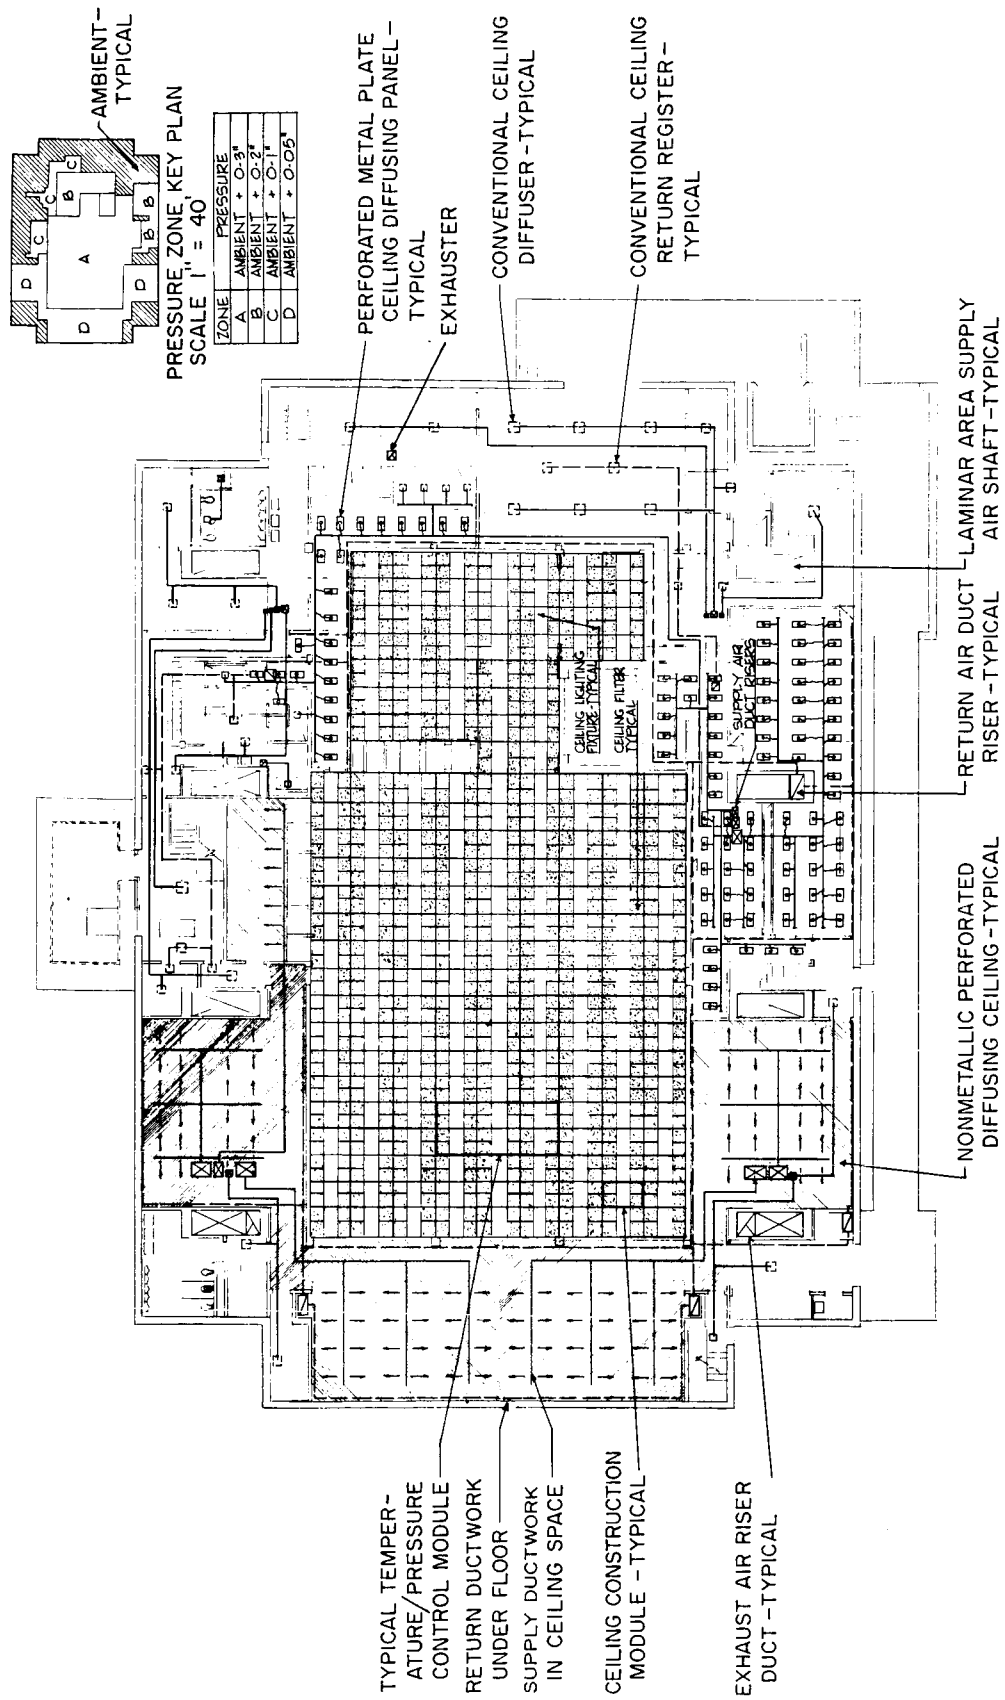 AMBIENT-
TYPICAL
PRESSURE ZONE KEY PLAN
SCALE 1" = 40'
ZONE PRESSURE
A AMBIENT + 0.3"
B AMBIENT + 0.2"
C AMBIENT + 0.1"
D AMBIENT + 0.05"
D
C
C
C
B
A
D
B
B
D
PERFORATED METAL PLATE
CEILING DIFFUSING PANEL-
TYPICAL
EXHAUSTER
CONVENTIONAL CEILING
DIFFUSER-TYPICAL
CONVENTIONAL CEILING
RETURN REGISTER-
TYPICAL
CEILING LIGHTING
FIXTURE-TYPICAL
CEILING FILTER
TYPICAL
SUPPLY AIR
DUCT RISERS
LAMINAR AREA SUPPLY
AIR SHAFT-TYPICAL
RETURN AIR DUCT
RISER-TYPICAL
NONMETALLIC PERFORATED
DIFFUSING CEILING-TYPICAL
TYPICAL TEMPER-
ATURE/PRESSURE
CONTROL MODULE
RETURN DUCTWORK
UNDER FLOOR
SUPPLY DUCTWORK
IN CEILING SPACE
CEILING CONSTRUCTION
MODULE-TYPICAL
EXHAUST AIR RISER
DUCT-TYPICAL